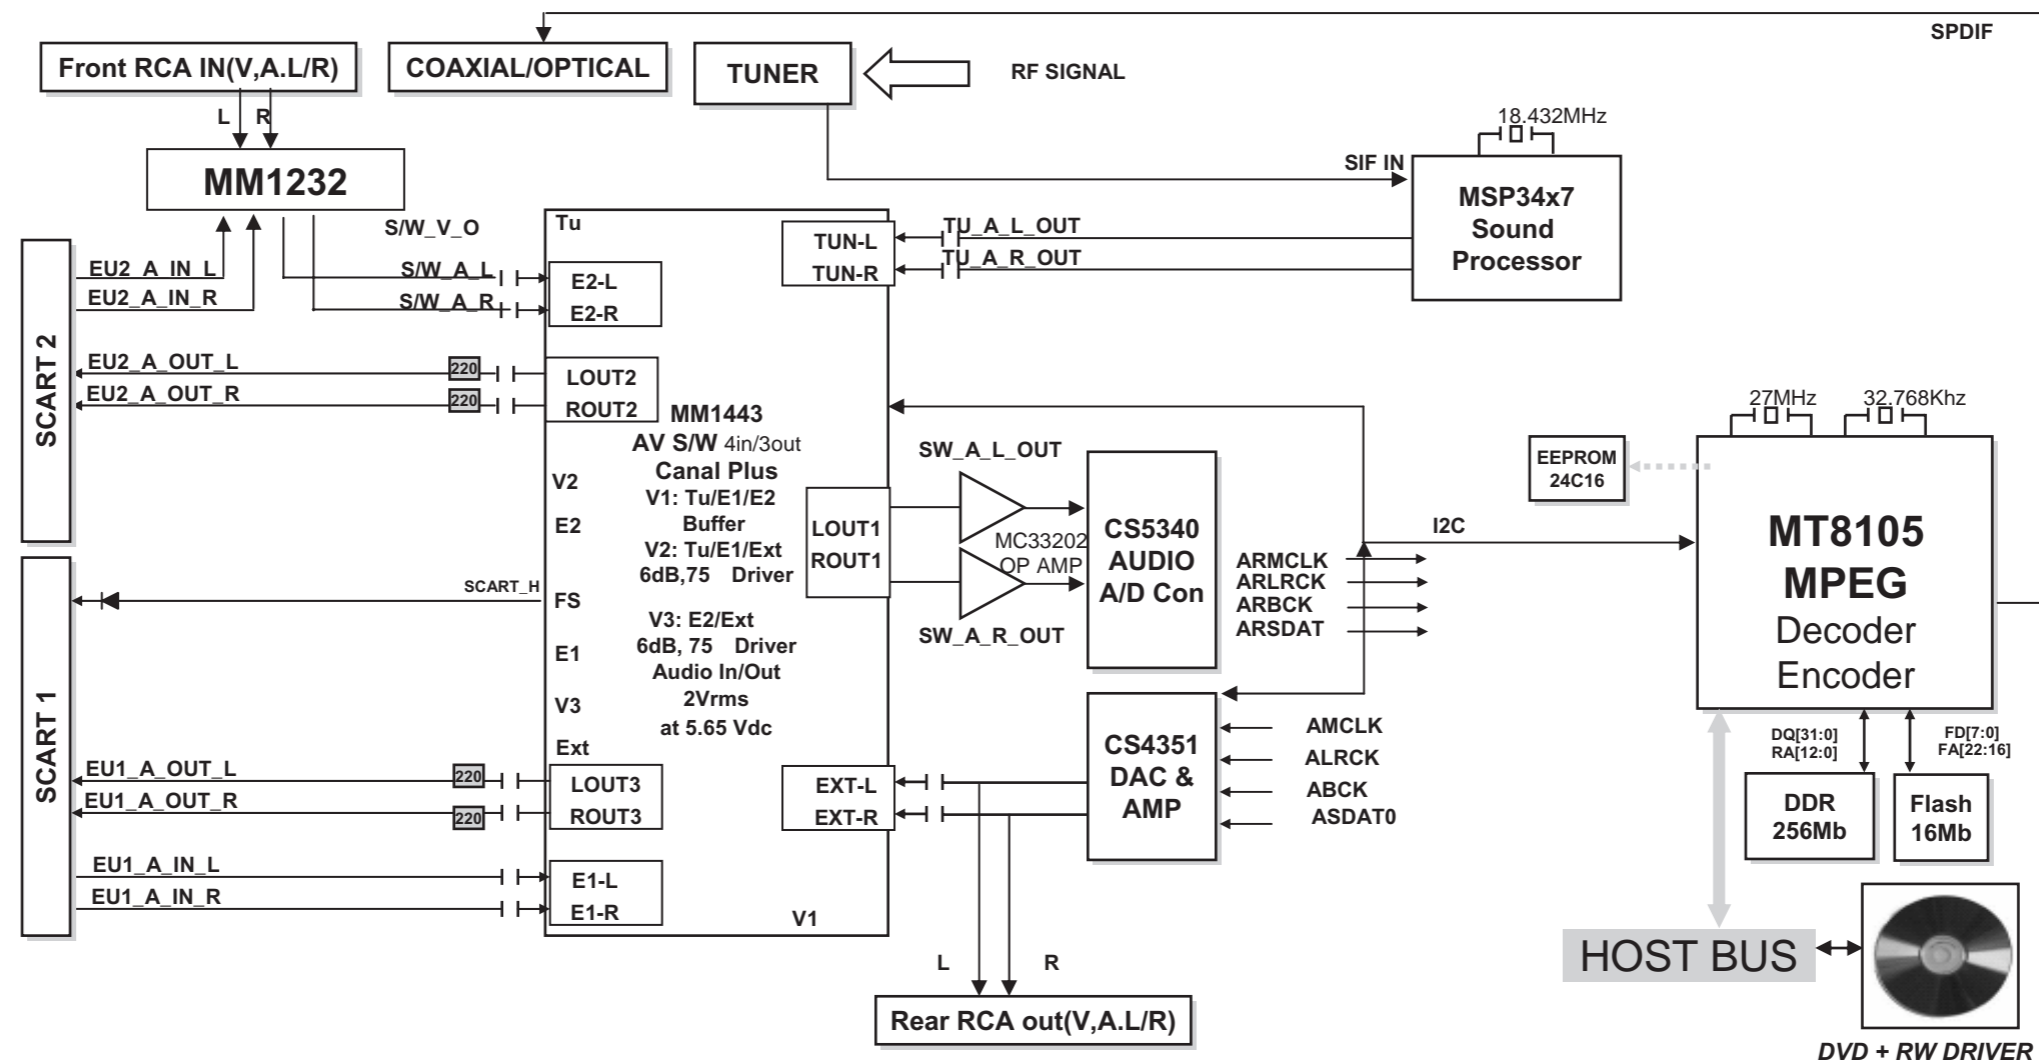 SPDIF
Front RCA IN(V,A.L/R)
COAXIAL/OPTICAL
TUNER
RF SIGNAL
L R
18.432MHz
MM1232
SIF IN
MSP34x7
Sound
Processor
S/W_V_O
Tu
TUN-L
TUN-R
TU_A_L_OUT
TU_A_R_OUT
SCART 2
EU2_A_IN_L
EU2_A_IN_R
S/W_A_L
S/W_A_R
E2-L
E2-R
EU2_A_OUT_L
EU2_A_OUT_R
220
220
LOUT2
ROUT2
MM1443
AV S/W 4in/3out
Canal Plus
V1: Tu/E1/E2
Buffer
V2: Tu/E1/Ext
6dB,75 Driver
V3: E2/Ext
6dB, 75 Driver
Audio In/Out
2Vrms
at 5.65 Vdc
V2
E2
SCART_H
FS
E1
V3
Ext
LOUT1
ROUT1
SW_A_L_OUT
MC33202
OP AMP
SW_A_R_OUT
CS5340
AUDIO
A/D Con
ARMCLK
ARLRCK
ARBCK
ARSDAT
I2C
EEPROM
24C16
27MHz
32.768Khz
MT8105
MPEG
Decoder
Encoder
SCART 1
EU1_A_OUT_L
EU1_A_OUT_R
220
220
LOUT3
ROUT3
EXT-L
EXT-R
CS4351
DAC &
AMP
AMCLK
ALRCK
ABCK
ASDAT0
DQ[31:0]
RA[12:0]
FD[7:0]
FA[22:16]
DDR
256Mb
Flash
16Mb
EU1_A_IN_L
EU1_A_IN_R
E1-L
E1-R
V1
L R
HOST BUS
Rear RCA out(V,A.L/R)
DVD + RW DRIVER